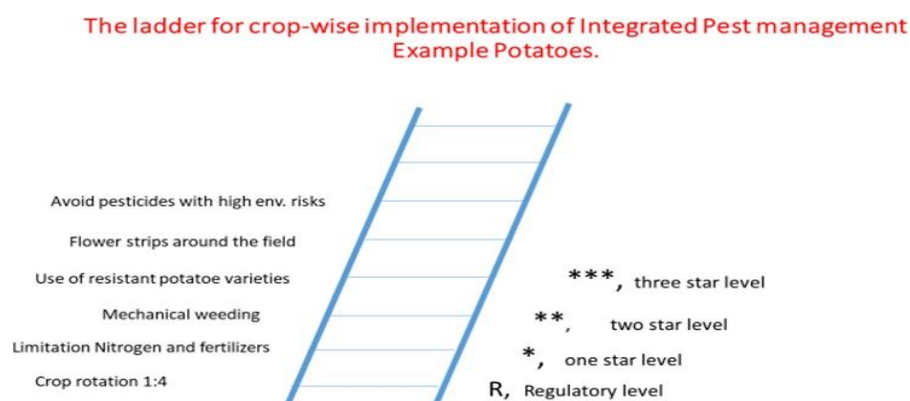 The ladder for crop-wise implementation of Integrated Pest management
Example Potatoes.
Avoid pesticides with high env. risks
Flower strips around the field
Use of resistant potatoe varieties
***, three star level
Mechanical weeding
**, two star level
Limitation Nitrogen and fertilizers
*, one star level
Crop rotation 1:4
R, Regulatory level